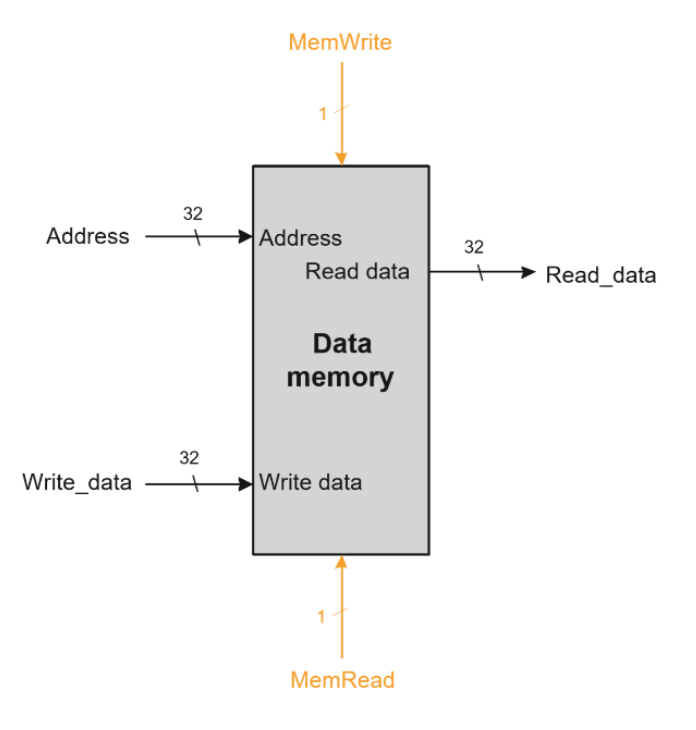 MemWrite
1
32
Address
Address
32
Read data
Read_data
Data
memory
32
Write_data
Write data
1
MemRead